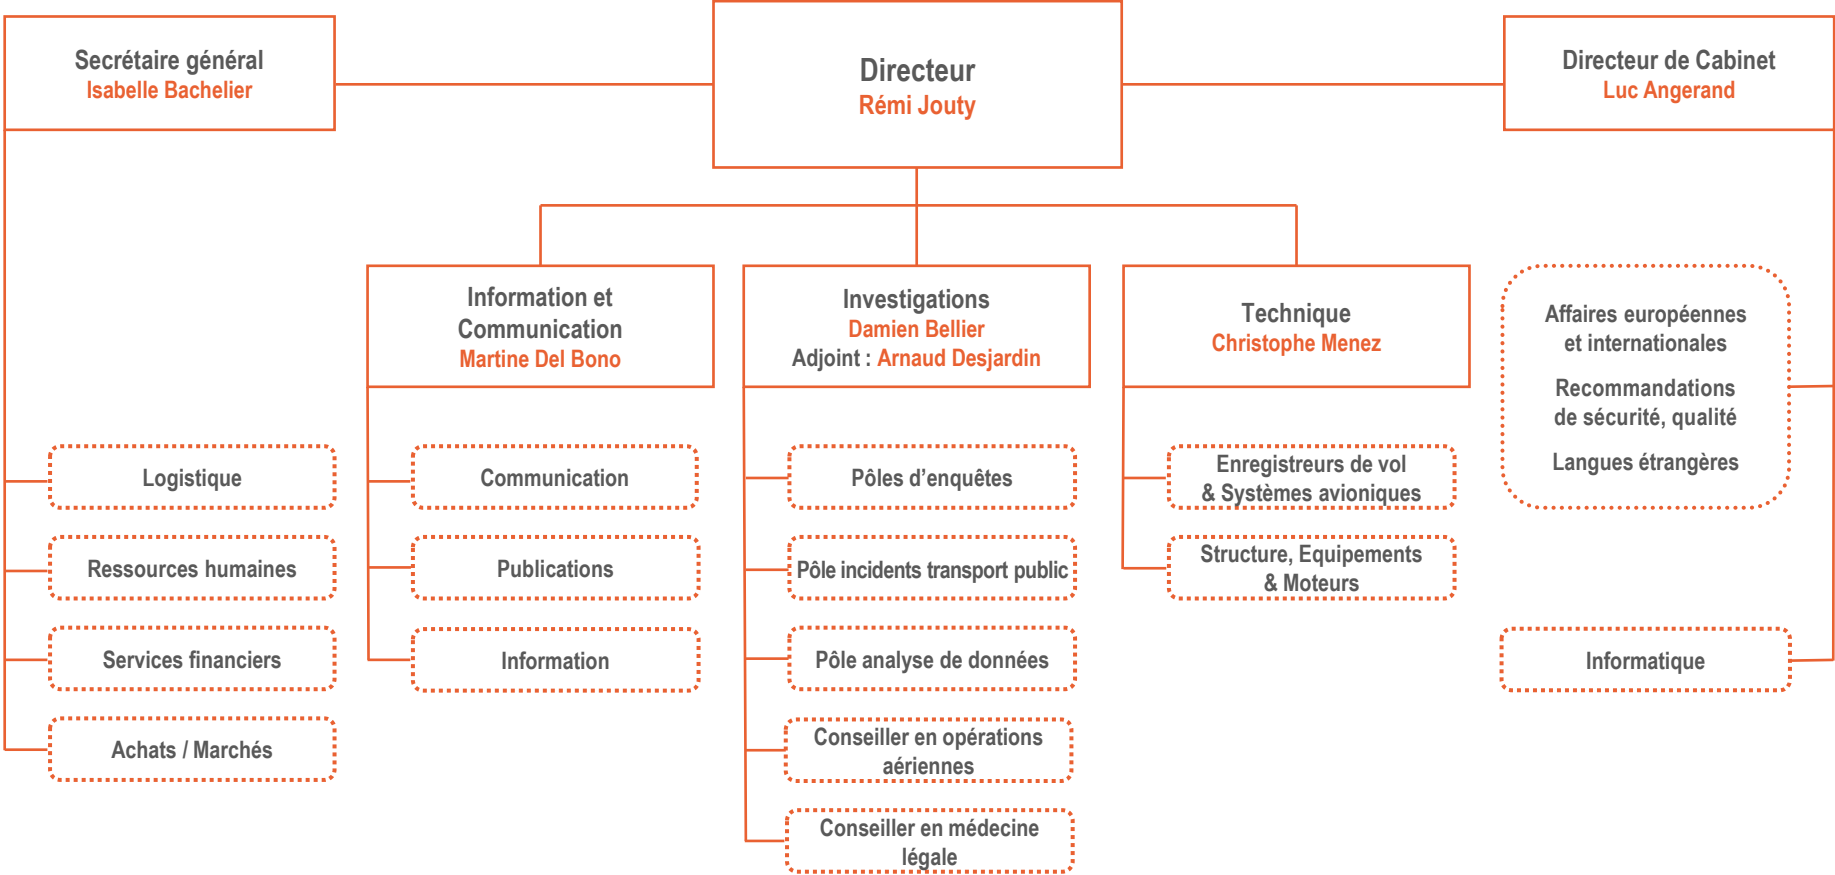 Secrétaire général
Isabelle Bachelier
Directeur
Rémi Jouty
Directeur de Cabinet
Luc Angerand
Information et
Communication
Martine Del Bono
Investigations
Damien Bellier
Adjoint : Arnaud Desjardin
Technique
Christophe Menez
Affaires européennes
et internationales
Recommandations
de sécurité, qualité
Langues étrangères
Logistique
Ressources humaines
Services financiers
Achats / Marchés
Communication
Publications
Information
Pôles d’enquêtes
Pôle incidents transport public
Pôle analyse de données
Conseiller en opérations
aériennes
Conseiller en médecine
légale
Enregistreurs de vol
& Systèmes avioniques
Structure, Equipements
& Moteurs
Informatique